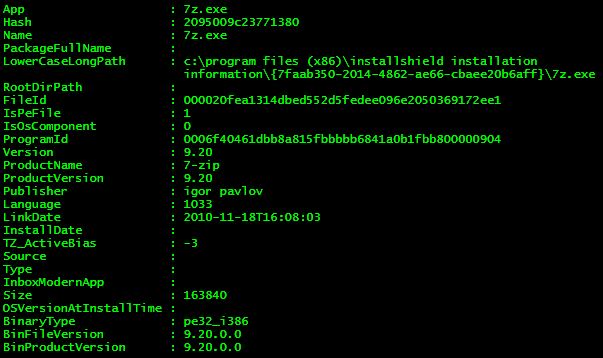 App : 7z.exe
Hash : 2095009c23771380
Name : 7z.exe
PackageFullName :
LowerCaseLongPath : c:\program files (x86)\installshield installation
information\{7faab350-2014-4862-ae66-cbaee20b6aff}\7z.exe
RootDirPath :
FileId : 000020fea1314dbed552d5fedee096e2050369172ee1
IsPeFile : 1
IsOsComponent : 0
ProgramId : 0006f40461dbb8a815fbbbbb6841a0b1fbb800000904
Version : 9.20
ProductName : 7-zip
ProductVersion : 9.20
Publisher : igor pavlov
Language : 1033
LinkDate : 2010-11-18T16:08:03
InstallDate :
TZ_ActiveBias : -3
Source :
Type :
InboxModernApp :
Size : 163840
OSVersionAtInstallTime :
BinaryType : pe32_i386
BinFileVersion : 9.20.0.0
BinProductVersion : 9.20.0.0